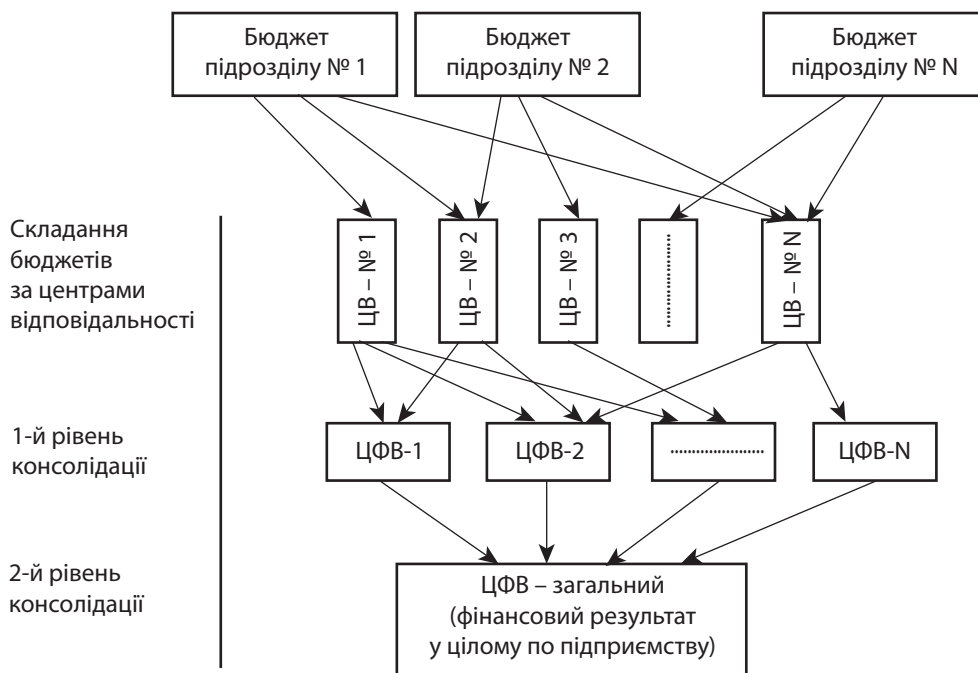 Бюджет
підрозділу № 1
Бюджет
підрозділу № 2
Бюджет
підрозділу № N
Складання
бюджетів
за центрами
відповідальності
ЦВ – № 1
ЦВ – № 2
ЦВ – № 3
ЦВ – № N
1-й рівень
консолідації
ЦФВ-1
ЦФВ-2
ЦФВ-N
2-й рівень
консолідації
ЦФВ – загальний
(фінансовий результат
у цілому по підприємству)